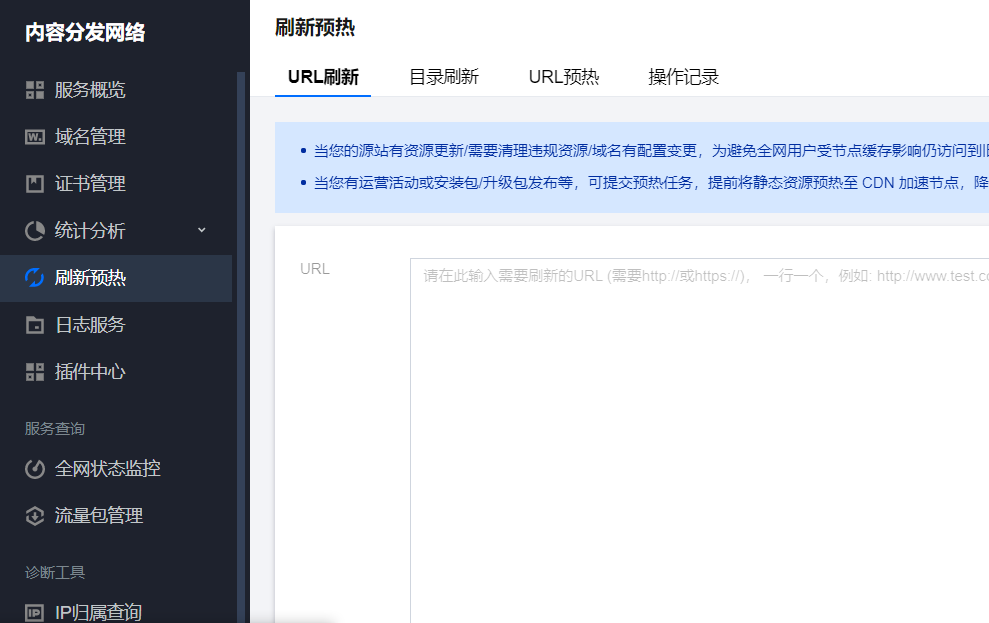 内容分发网络
服务概览
域名管理
证书管理
统计分析
刷新预热
日志服务
插件中心
服务查询
全网状态监控
流量包管理
诊断工具
IP归属查询
刷新预热
URL刷新 目录刷新 URL预热 操作记录
当您的源站有资源更新/需要清理违规资源/域名有配置变更，为避免全网用户受节点缓存影响仍访问到旧
当您有运营活动或安装包/升级包发布等，可提交预热任务，提前将静态资源预热至 CDN 加速节点，降
URL
请在此输入需要刷新的URL (需要http://或https://)， 一行一个，例如: http://www.test.co